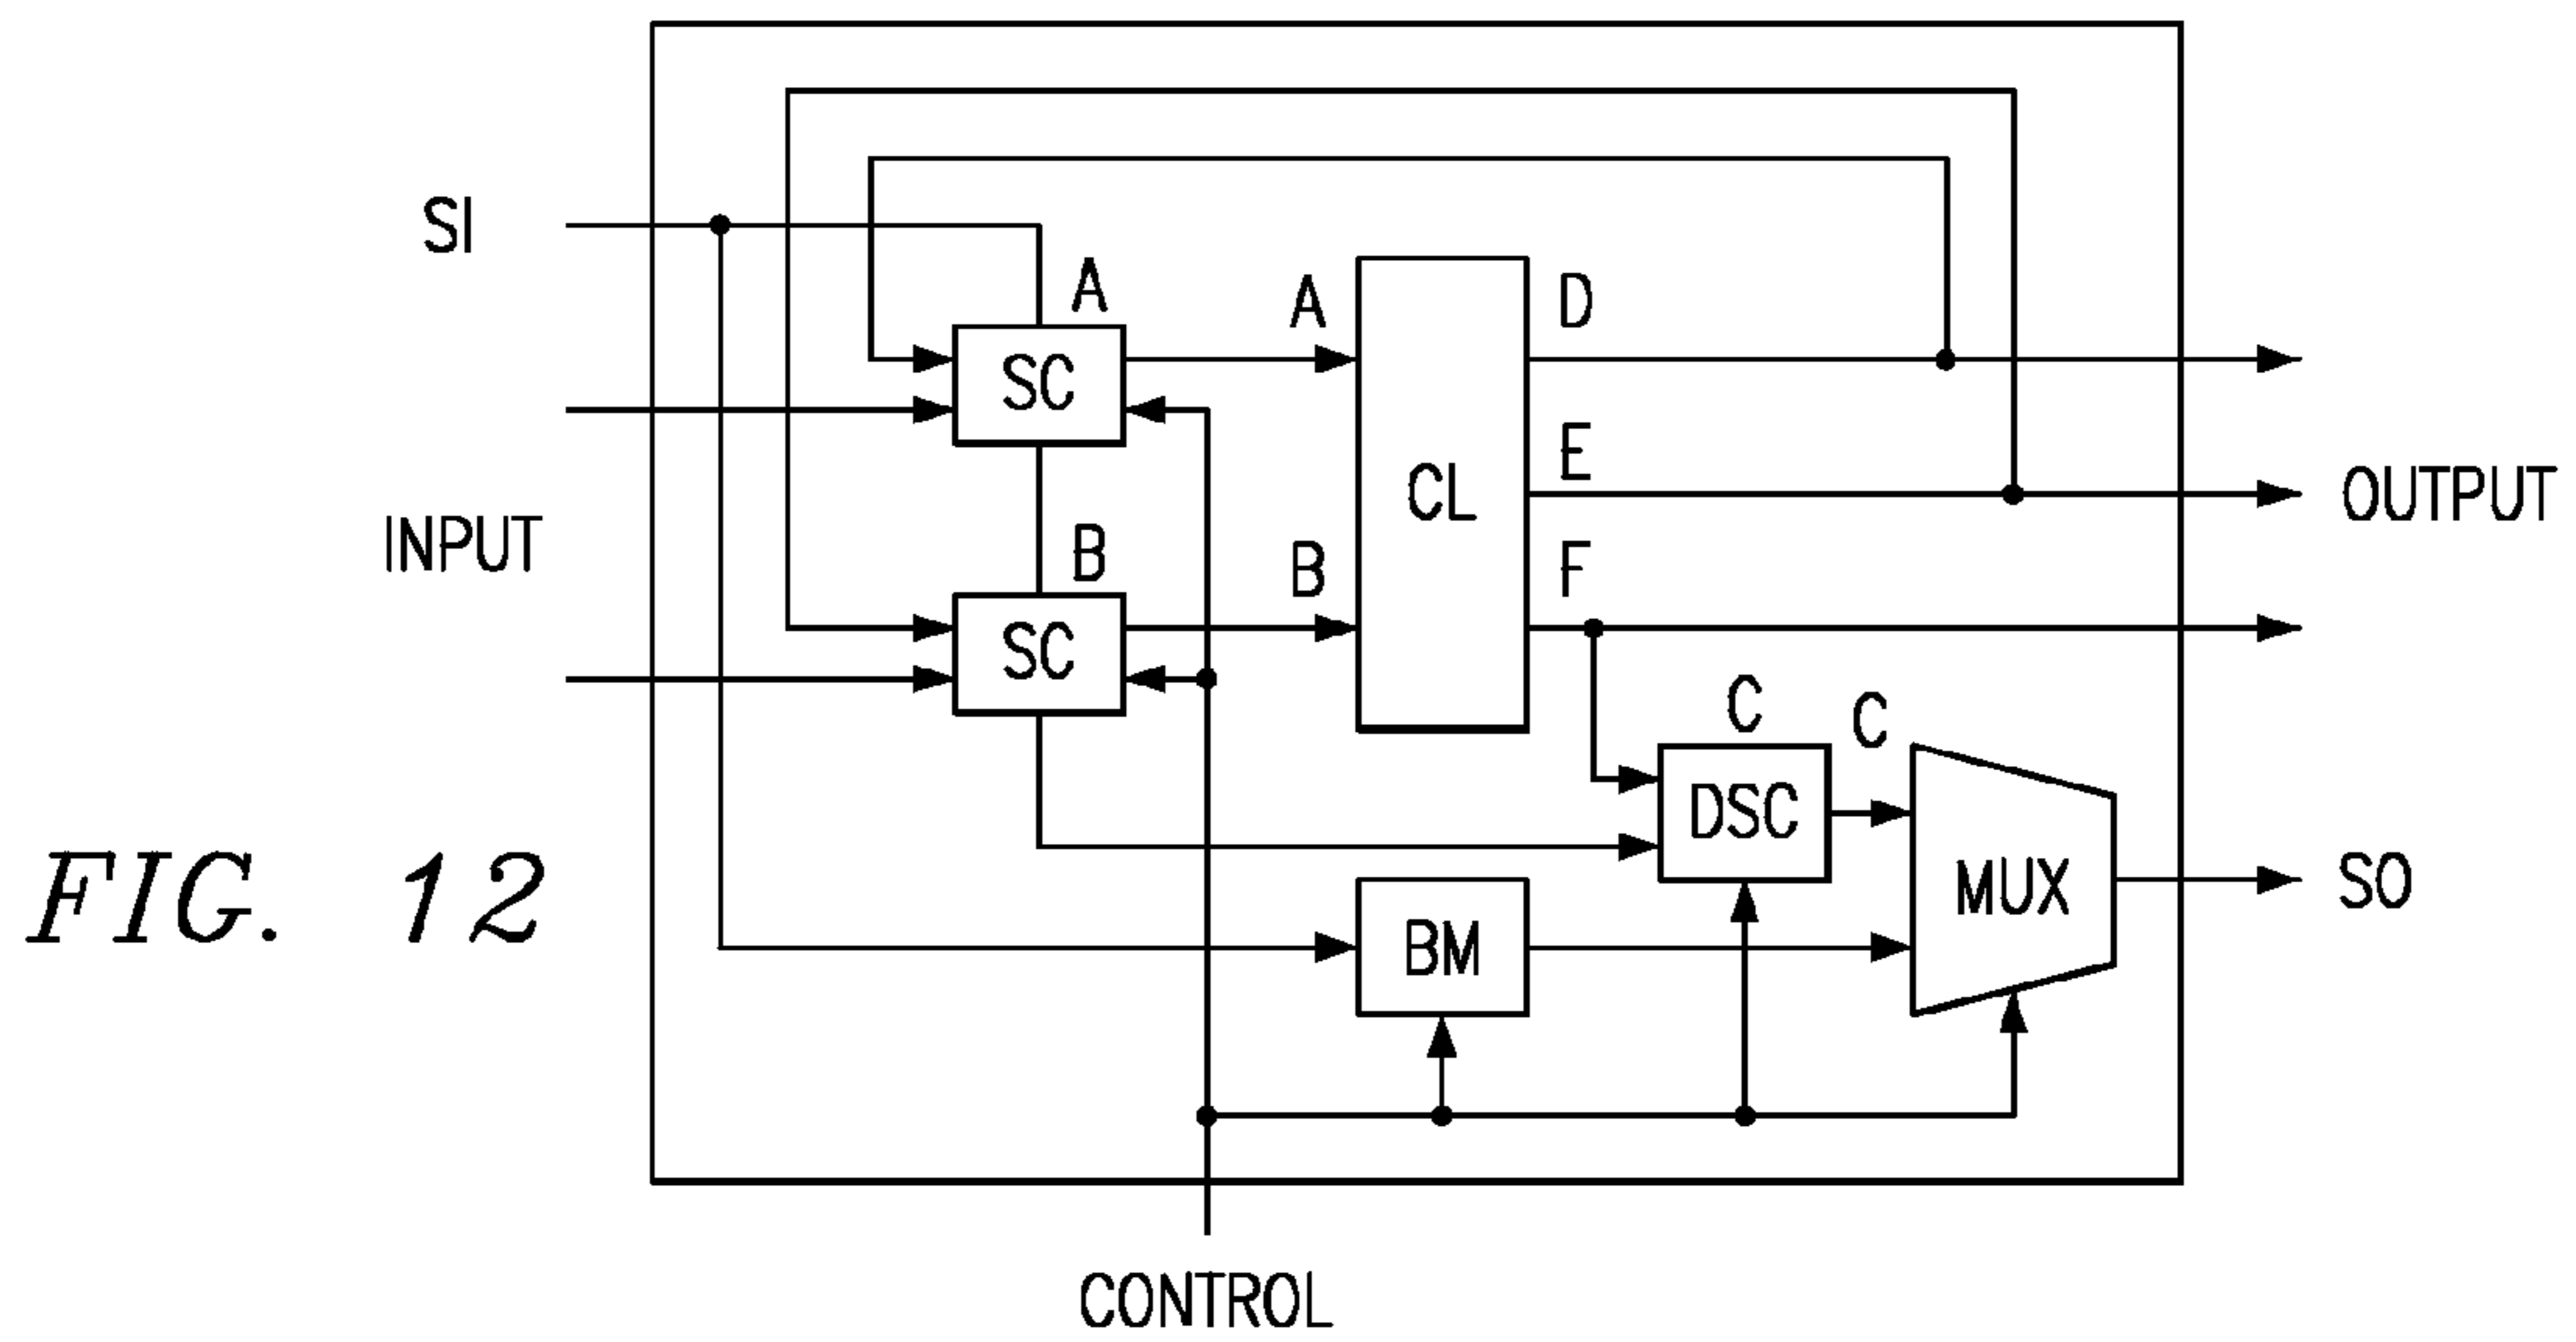 SI
A
A
D
SC
E
CL
OUTPUT
INPUT
B
B
F
SC
C
C
DSC
MUX
SO
BM
FIG. 12
CONTROL